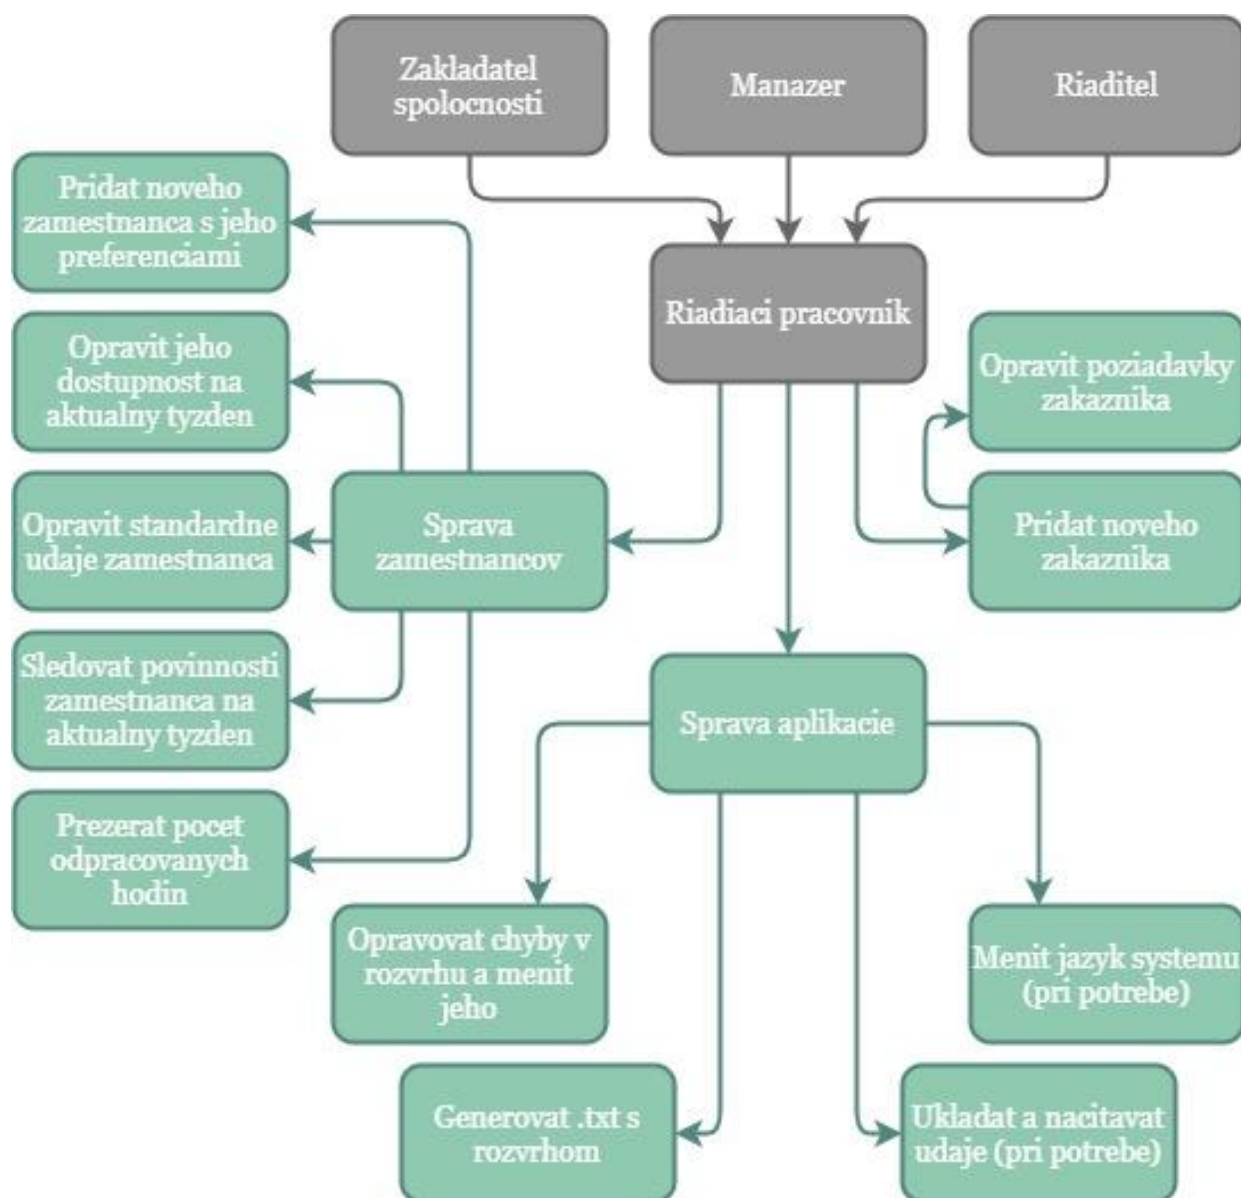 Zakladatel
spolocnosti
Manazer
Riaditel
Pridat noveho
zamestnanca s jeho
preferenciami
Riadiaci pracovnik
Opravit jeho
dostupnost na
aktualny tyzden
Opravit poziadavky
zakaznika
Opravit standardne
udaje zamestnanca
Sprava
zamestnancov
Pridat noveho
zakaznika
Sledovat povinnosti
zamestnanca na
aktualny tyzden
Sprava aplikacie
Prezerat pocet
odpracovanych
hodin
Opravovat chyby v
rozvrhu a menit
jeho
Menit jazyk systemu
(pri potrebe)
Generovat .txt s
rozvrhom
Ukladat a nacitavat
udaje (pri potrebe)